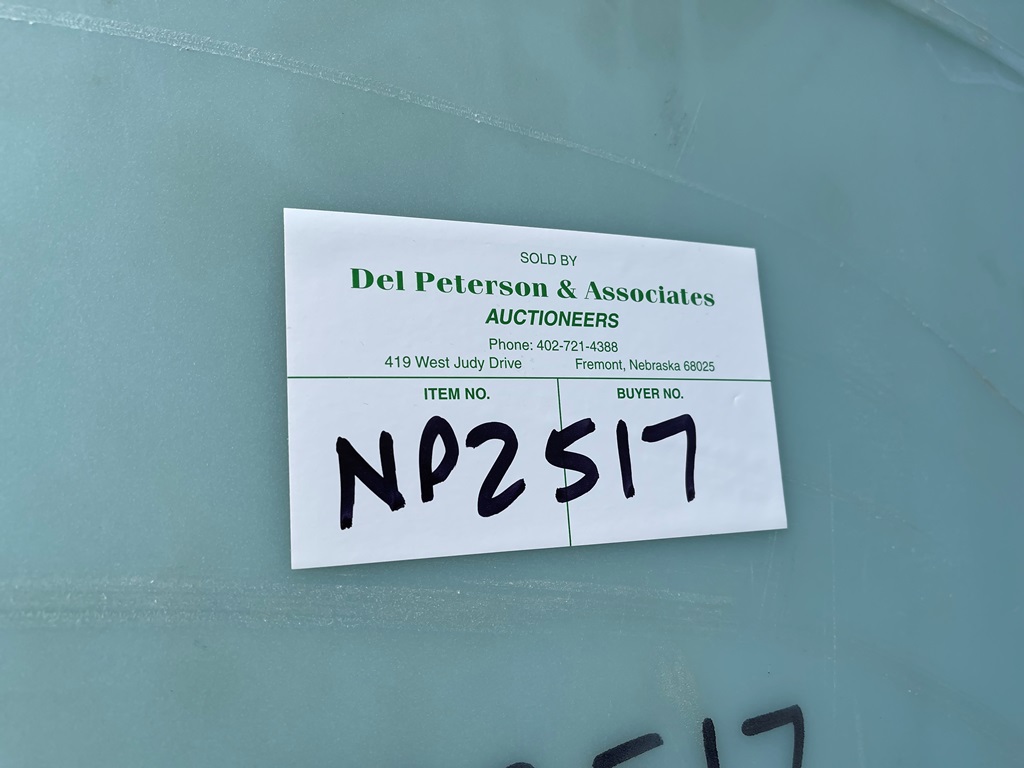 SOLD BY
Del Peterson & Associates
AUCTIONEERS
Phone: 402-721-4388
419 West Judy Drive Fremont, Nebraska 68025
ITEM NO. BUYER NO.
NP2517
517